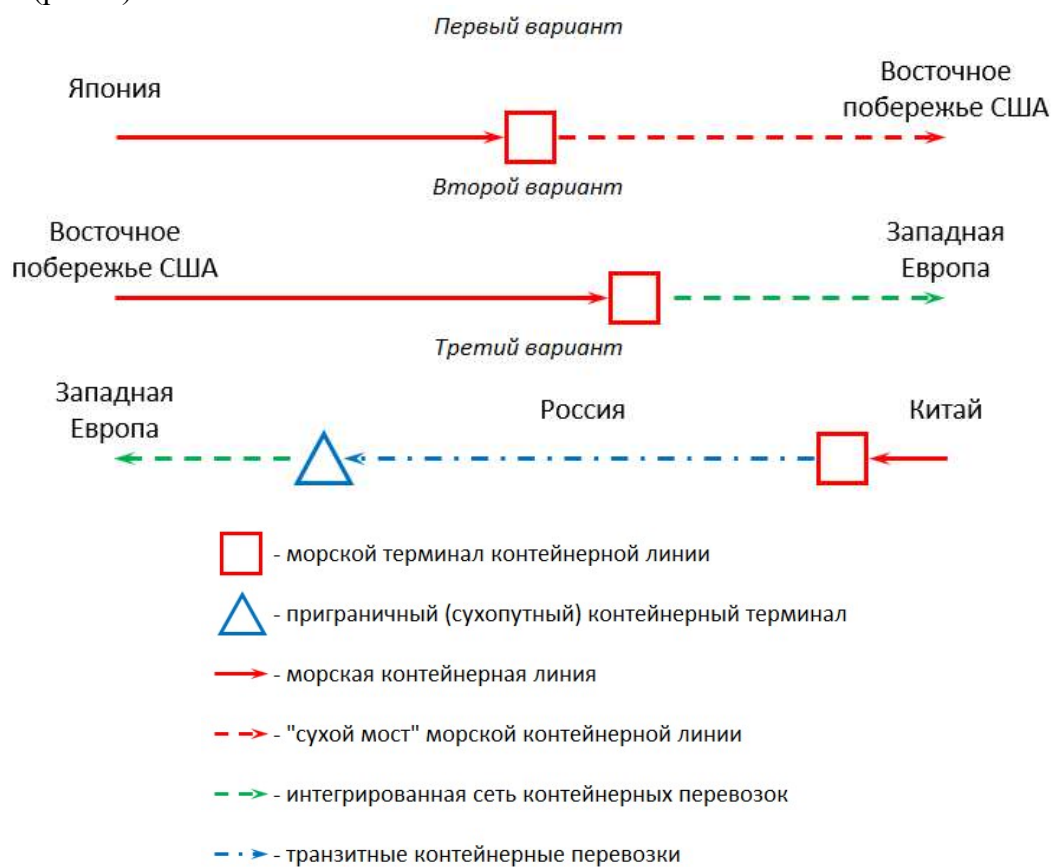 Первый вариант
Япония
Восточное
побережье США
Второй вариант
Восточное
побережье США
Западная
Европа
Третий вариант
Западная
Европа
Россия
Китай
- морской терминал контейнерной линии
- приграничный (сухопутный) контейнерный терминал
- морская контейнерная линия
- "сухой мост" морской контейнерной линии
- интегрированная сеть контейнерных перевозок
- транзитные контейнерные перевозки